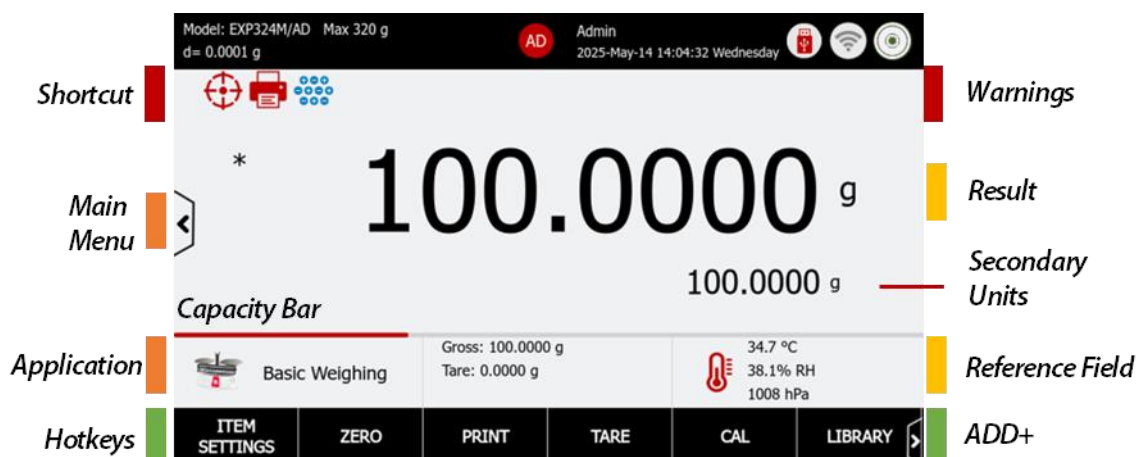 Model: EXP324M/AD Max 320 g
d= 0.0001 g
AD
Admin
2025-May-14 14:04:32 Wednesday
Shortcut
Warnings
*
100.0000 g
Main
Menu
Result
100.0000 g
Secondary
Units
Capacity Bar
Application
Basic Weighing
Gross: 100.0000 g
Tare: 0.0000 g
34.7 °C
38.1% RH
1008 hPa
Reference Field
Hotkeys
ITEM
SETTINGS
ZERO
PRINT
TARE
CAL
LIBRARY
ADD+